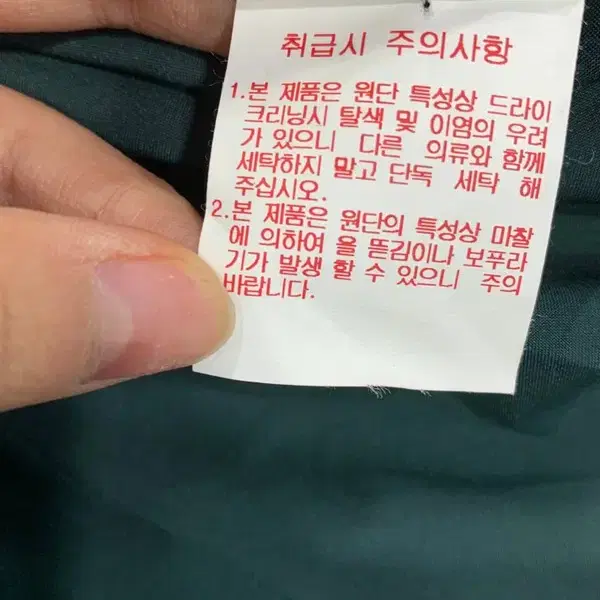 취급시 주의사항
1.본 제품은 원단 특성상 드라이
크리닝시 탈색 및 이염의 우려
가 있으니 다른 의류와 함께
세탁하지 말고 단독 세탁 해
주십시오.
2.본 제품은 원단의 특성상 마찰
에 의하여 올 뜯김이나 보푸라
기가 발생 할 수 있으니 주의
바랍니다.